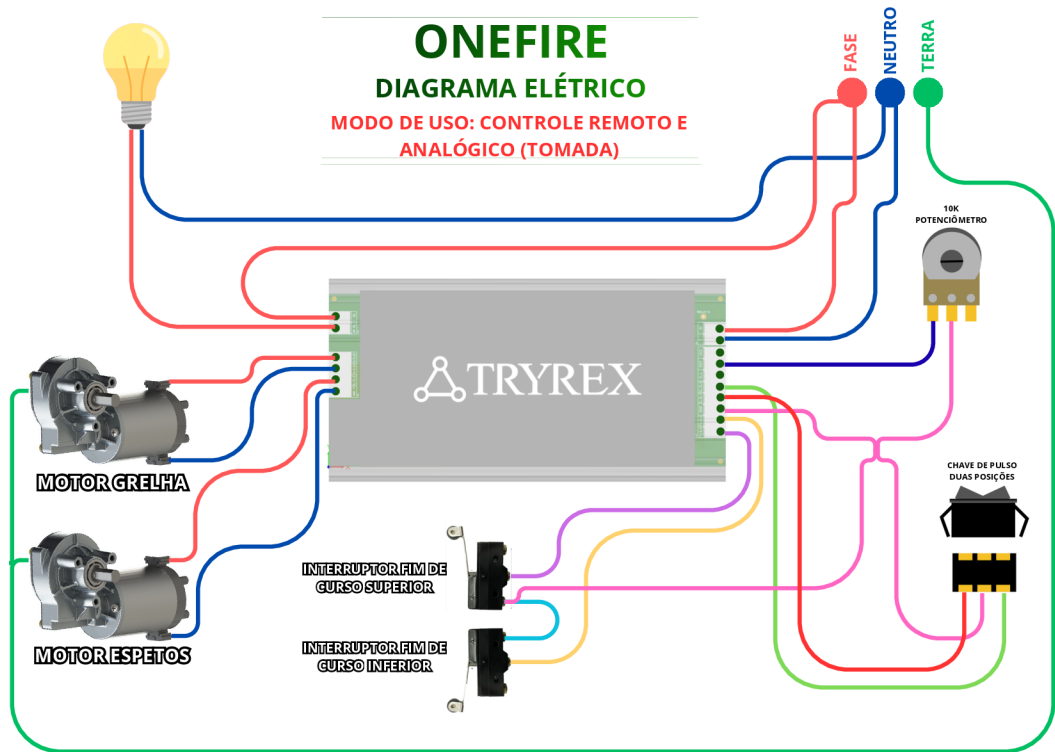 ONEFIRE
DIAGRAMA ELÉTRICO
MODO DE USO: CONTROLE REMOTO E
ANALÓGICO (TOMADA)
FASE
NEUTRO
TERRA
10K
POTENCIÔMETRO
TRYREX
MOTOR GRELHA
CHAVE DE PULSO
DUAS POSIÇÕES
INTERRUPTOR FIM DE
CURSO SUPERIOR
INTERRUPTOR FIM DE
CURSO INFERIOR
MOTOR ESPETOS